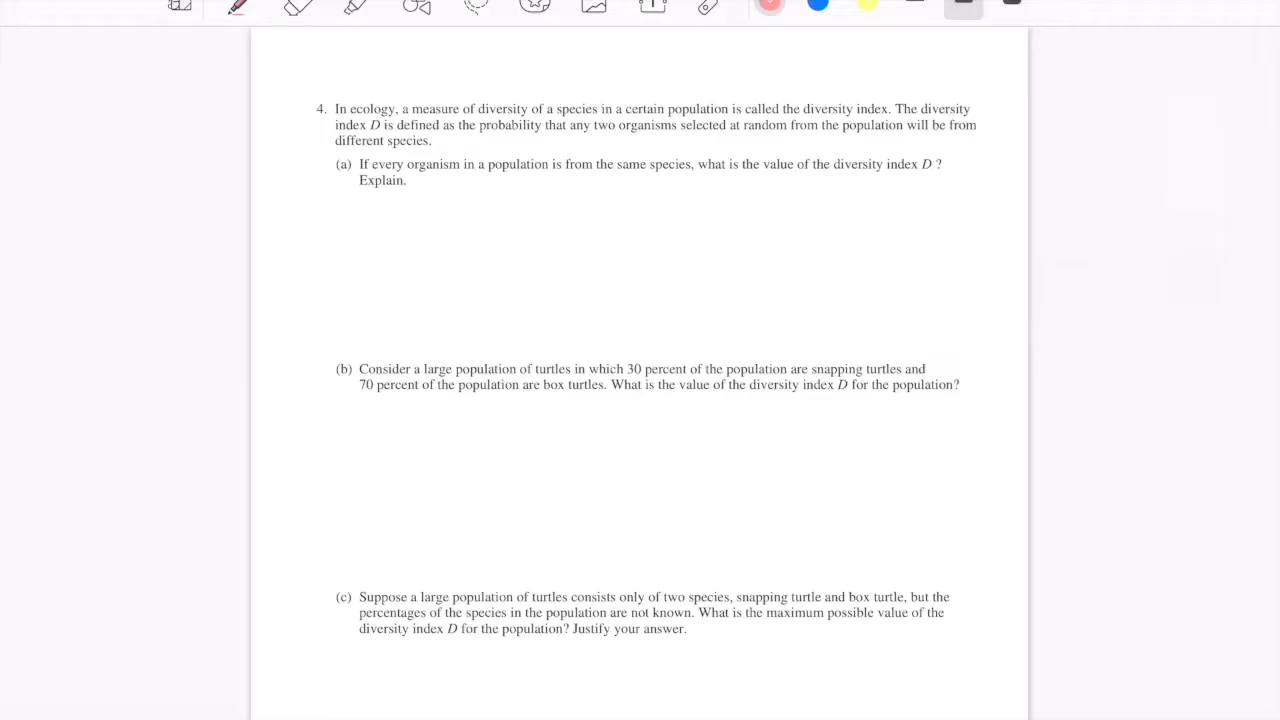 4. In ecology, a measure of diversity of a species in a certain population is called the diversity index. The diversity
index D is defined as the probability that any two organisms selected at random from the population will be from
different species.
(a) If every organism in a population is from the same species, what is the value of the diversity index D ?
Explain.
(b) Consider a large population of turtles in which 30 percent of the population are snapping turtles and
70 percent of the population are box turtles. What is the value of the diversity index D for the population?
(c) Suppose a large population of turtles consists only of two species, snapping turtle and box turtle, but the
percentages of the species in the population are not known. What is the maximum possible value of the
diversity index D for the population? Justify your answer.